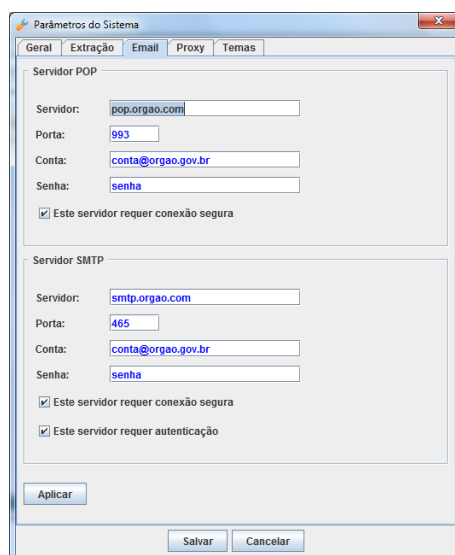 Parâmetros do Sistema
Geral Extração Email Proxy Temas
Servidor POP
Servidor: pop.orgao.com
Porta: 993
Conta: conta@orgao.gov.br
Senha: senha
Este servidor requer conexão segura
Servidor SMTP
Servidor: smtp.orgao.com
Porta: 465
Conta: conta@orgao.gov.br
Senha: senha
Este servidor requer conexão segura
Este servidor requer autenticação
Aplicar
Salvar Cancelar